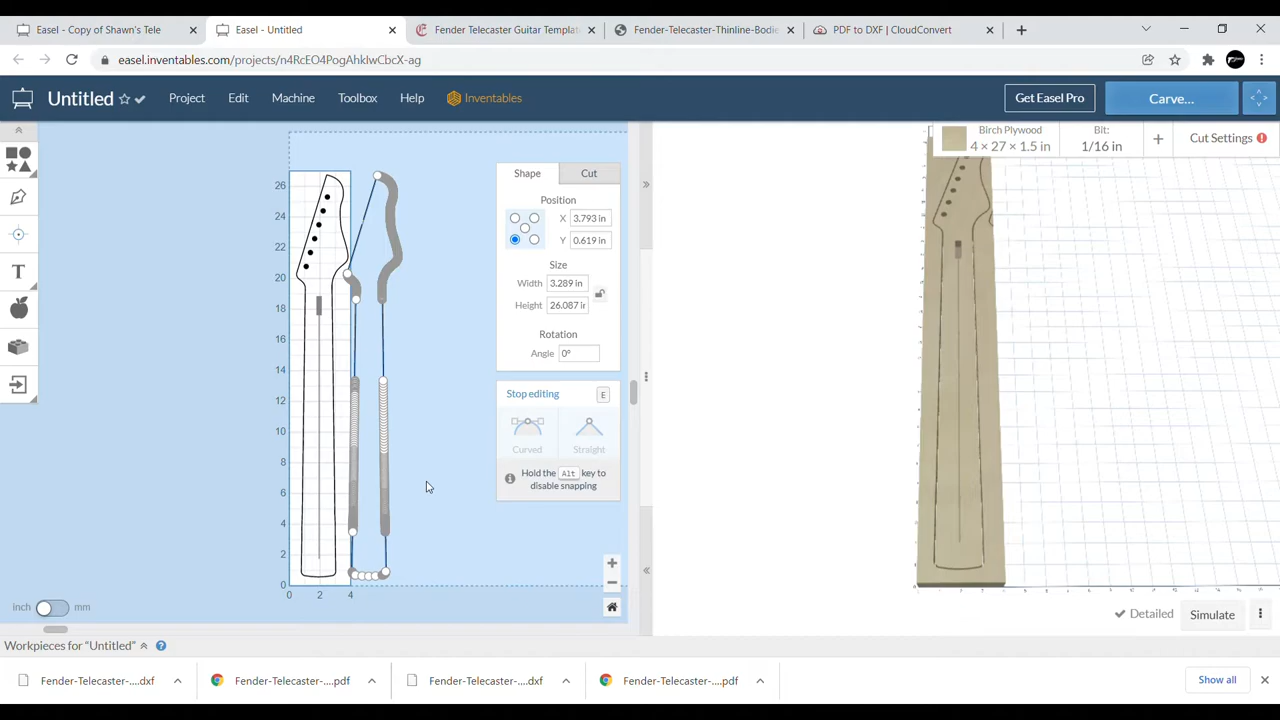 Easel - Copy of Shawn's Tele
Easel - Untitled
Fender Telecaster Guitar Templat
Fender-Telecaster-Thinline-Bodie
PDF to DXF | CloudConvert
easel.inventables.com/projects/n4RcEO4PogAhkIwCbcX-ag
Untitled
Project
Edit
Machine
Toolbox
Help
Inventables
Get Easel Pro
Carve...
Birch Plywood
4 × 27 × 1.5 in
Bit:
1/16 in
Cut Settings
Shape
Cut
Position
X 3.793 in
Y 0.619 in
Size
Width 3.289 in
Height 26.087 in
Rotation
Angle 0°
Stop editing
E
Curved
Straight
Hold the Alt key to
disable snapping
T
26
24
22
20
18
16
14
12
10
8
6
4
2
0
0 2 4
inch
mm
Detailed
Simulate
Workpieces for “Untitled”
Fender-Telecaster-....dxf
Fender-Telecaster-....pdf
Fender-Telecaster-....dxf
Fender-Telecaster-....pdf
Show all